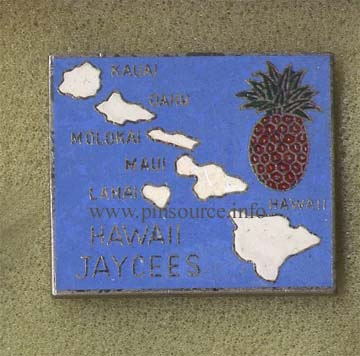 KAUAI
OAHU
MOLOKAI
MAUI
LANAI
HAWAII
www.pinsource.info
HAWAII
JAYCEES